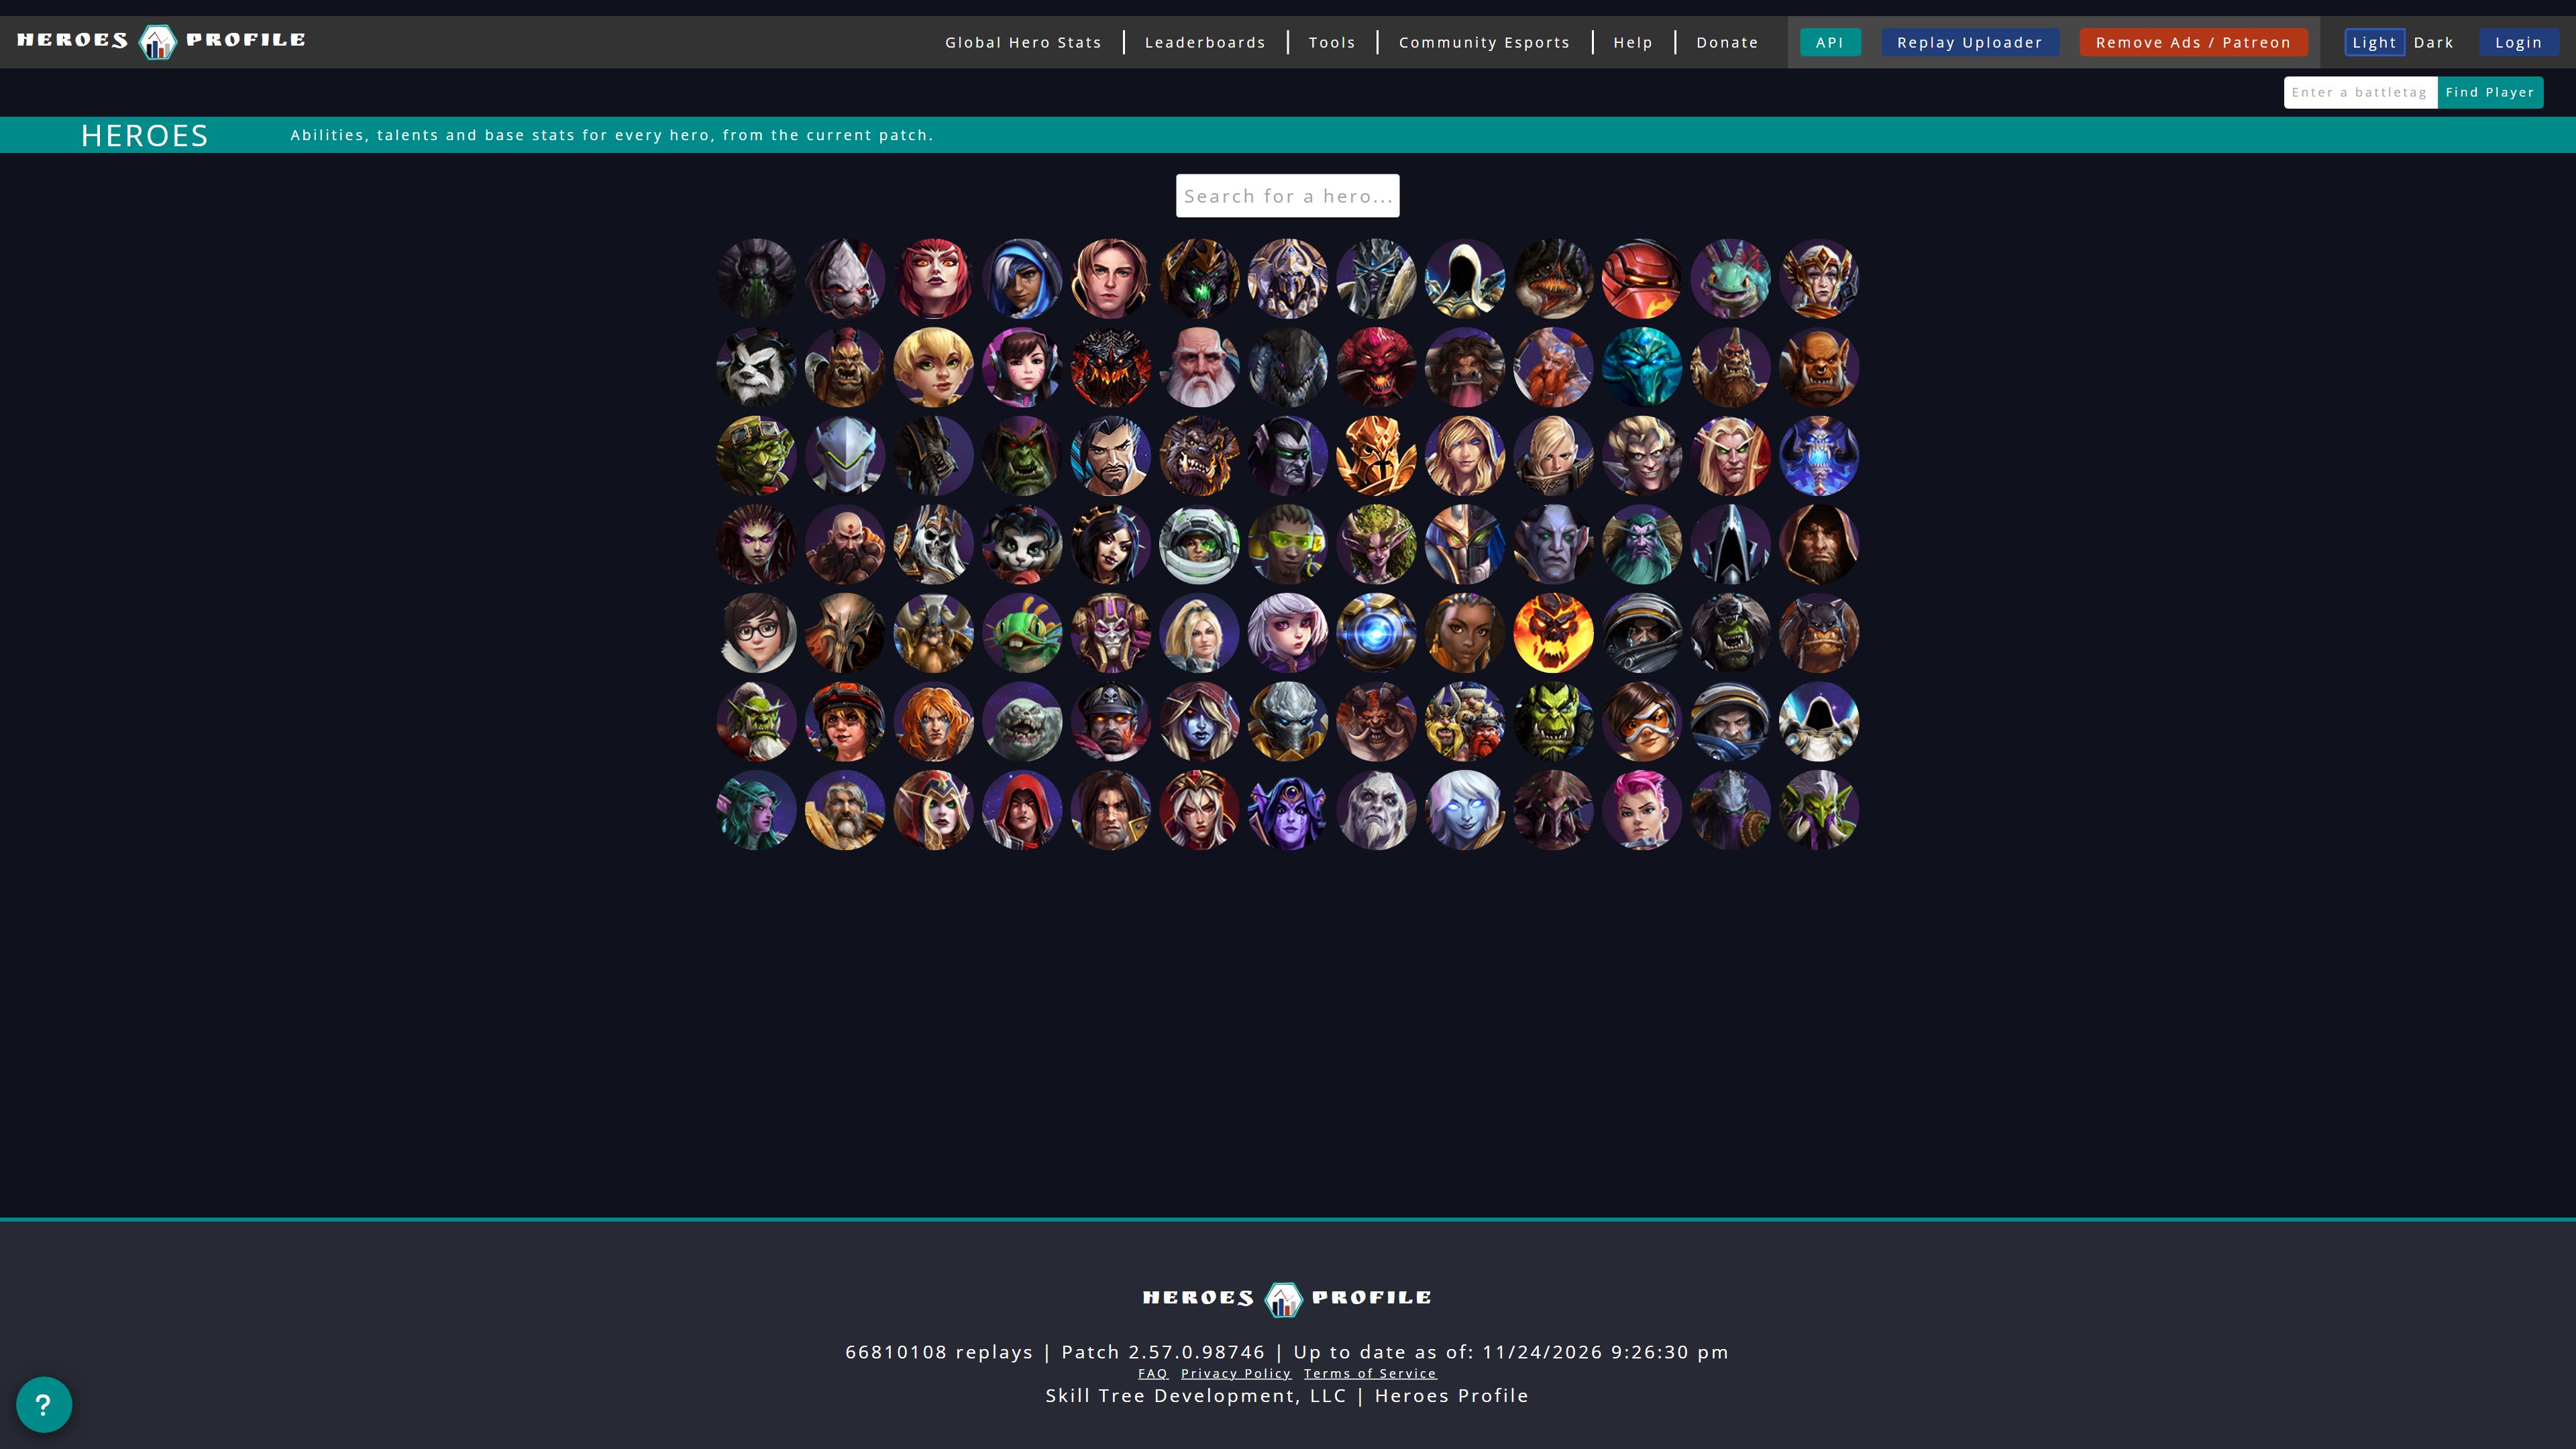 HEROES PROFILE
Global Hero Stats | Leaderboards | Tools | Community Esports | Help | Donate API Replay Uploader Remove Ads / Patreon Light Dark Login
Enter a battletag Find Player
HEROES Abilities, talents and base stats for every hero, from the current patch.
Search for a hero...
HEROES PROFILE
66810108 replays | Patch 2.57.0.98746 | Up to date as of: 11/24/2026 9:26:30 pm
FAQ Privacy Policy Terms of Service
Skill Tree Development, LLC | Heroes Profile
?